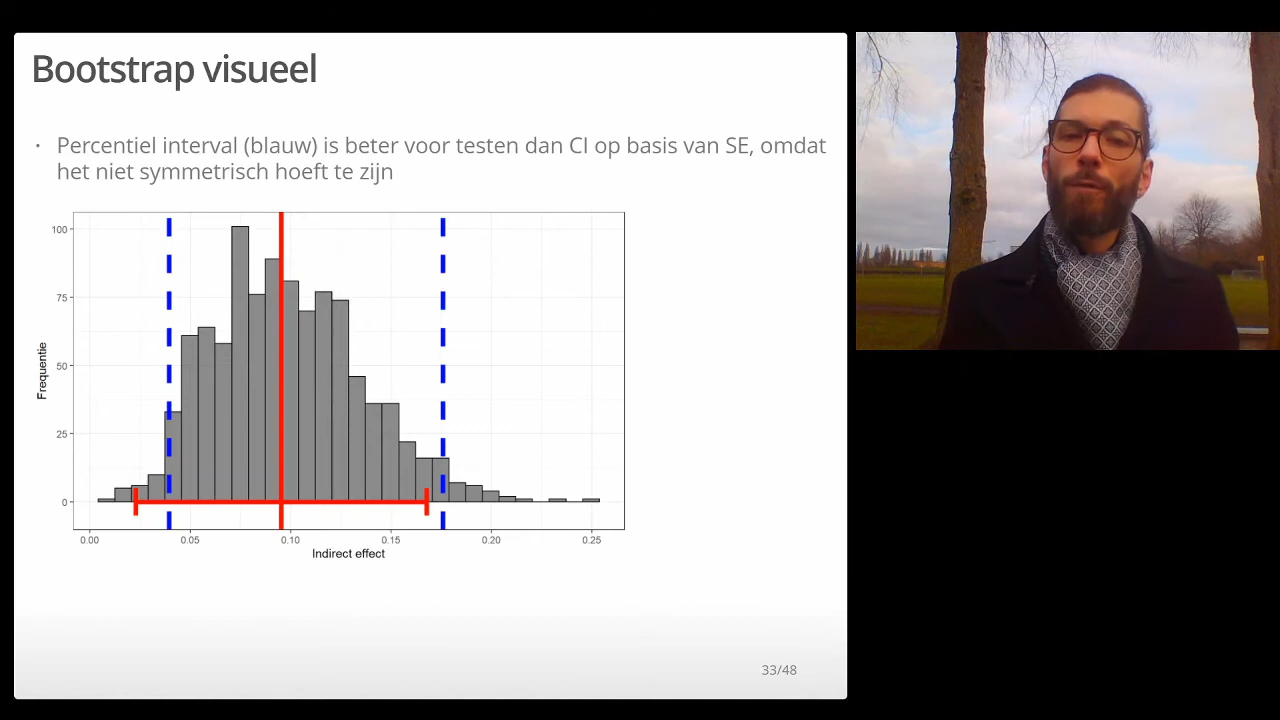 Bootstrap visueel
· Percentiel interval (blauw) is beter voor testen dan CI op basis van SE, omdat
het niet symmetrisch hoeft te zijn
100
75
50
25
0
Frequentie
0.00 0.05 0.10 0.15 0.20 0.25
Indirect effect
33/48